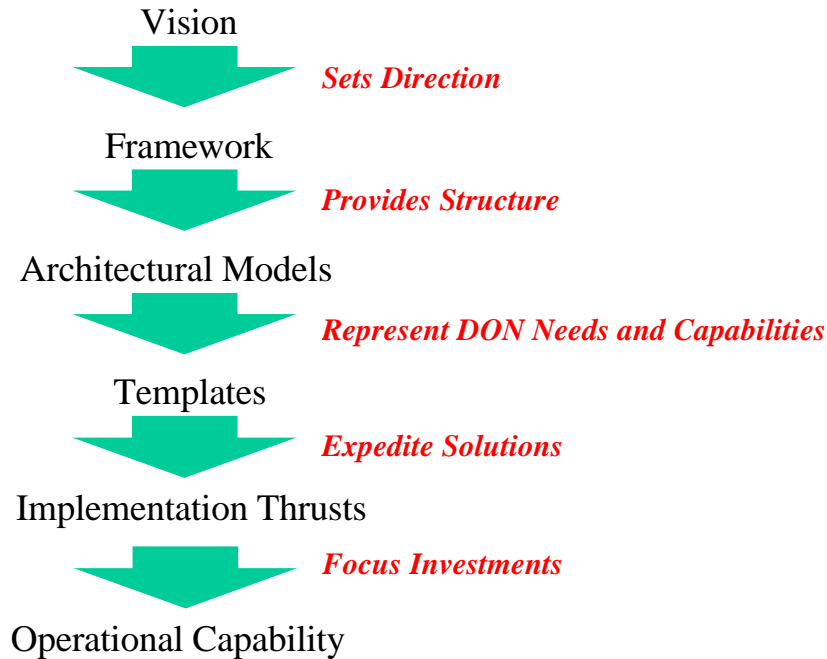 Vision
Sets Direction
Framework
Provides Structure
Architectural Models
Represent DON Needs and Capabilities
Templates
Expedite Solutions
Implementation Thrusts
Focus Investments
Operational Capability